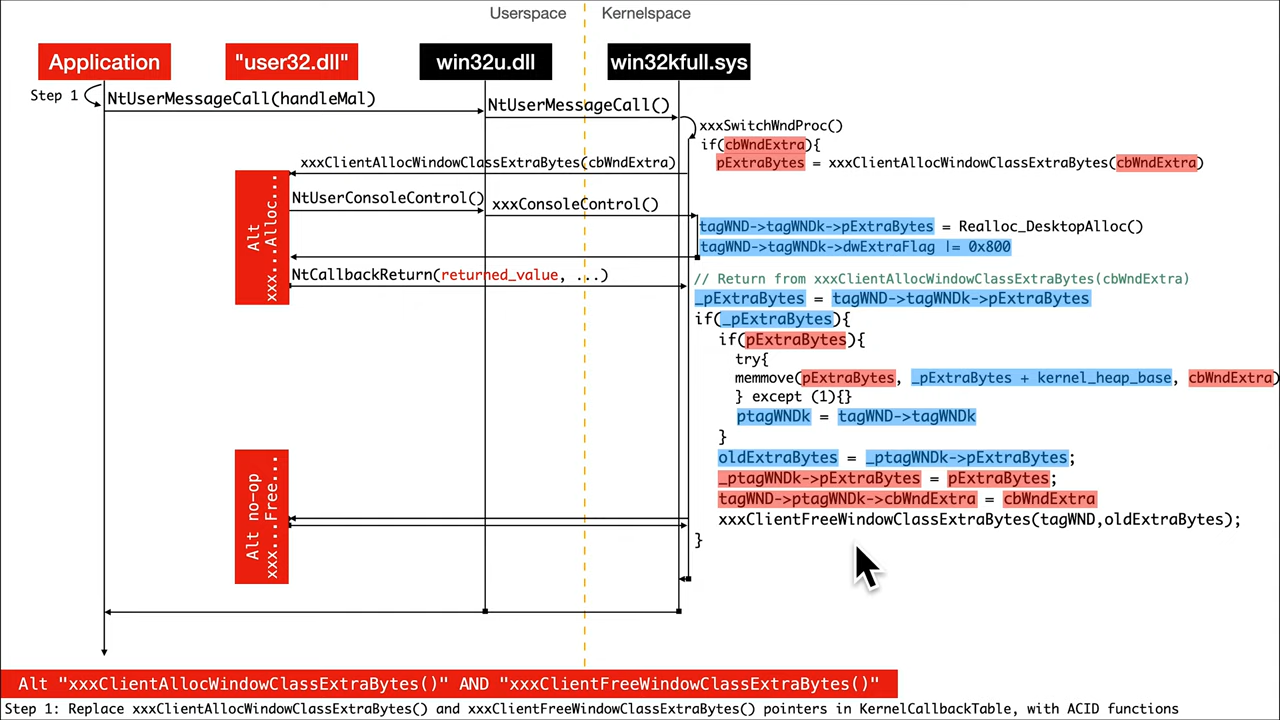 Userspace
Kernelspace
Application
"user32.dll"
win32u.dll
win32kfull.sys
Step 1
NtUserMessageCall(handleMal)
NtUserMessageCall()
xxxSwitchWndProc()
if(cbWndExtra){
pExtraBytes = xxxClientAllocWindowClassExtraBytes(cbWndExtra)
xxxClientAllocWindowClassExtraBytes(cbWndExtra)
Alt
xxx...Alloc...
NtUserConsoleControl()
xxxConsoleControl()
tagWND->tagWNDk->pExtraBytes = Realloc_DesktopAlloc()
tagWND->tagWNDk->dwExtraFlag |= 0x800
NtCallbackReturn(returned_value, ...)
// Return from xxxClientAllocWindowClassExtraBytes(cbWndExtra)
_pExtraBytes = tagWND->tagWNDk->pExtraBytes
if(_pExtraBytes){
if(pExtraBytes){
try{
memmove(pExtraBytes, _pExtraBytes + kernel_heap_base, cbWndExtra)
} except (1){}
ptagWNDk = tagWND->tagWNDk
}
oldExtraBytes = _ptagWNDk->pExtraBytes;
_ptagWNDk->pExtraBytes = pExtraBytes;
tagWND->ptagWNDk->cbWndExtra = cbWndExtra
xxxClientFreeWindowClassExtraBytes(tagWND,oldExtraBytes);
}
Alt no-op
xxx...Free...
Alt "xxxClientAllocWindowClassExtraBytes()" AND "xxxClientFreeWindowClassExtraBytes()"
Step 1: Replace xxxClientAllocWindowClassExtraBytes() and xxxClientFreeWindowClassExtraBytes() pointers in KernelCallbackTable, with ACID functions